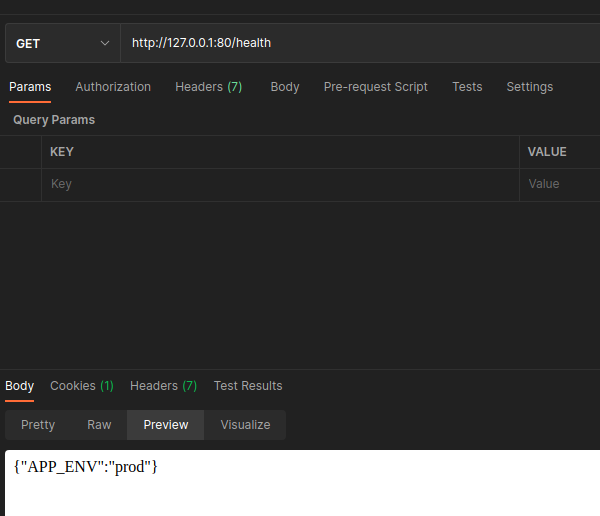 GET http://127.0.0.1:80/health
Params Authorization Headers (7) Body Pre-request Script Tests Settings
Query Params
KEY VALUE
Key Value
Body Cookies (1) Headers (7) Test Results
Pretty Raw Preview Visualize
{"APP_ENV":"prod"}